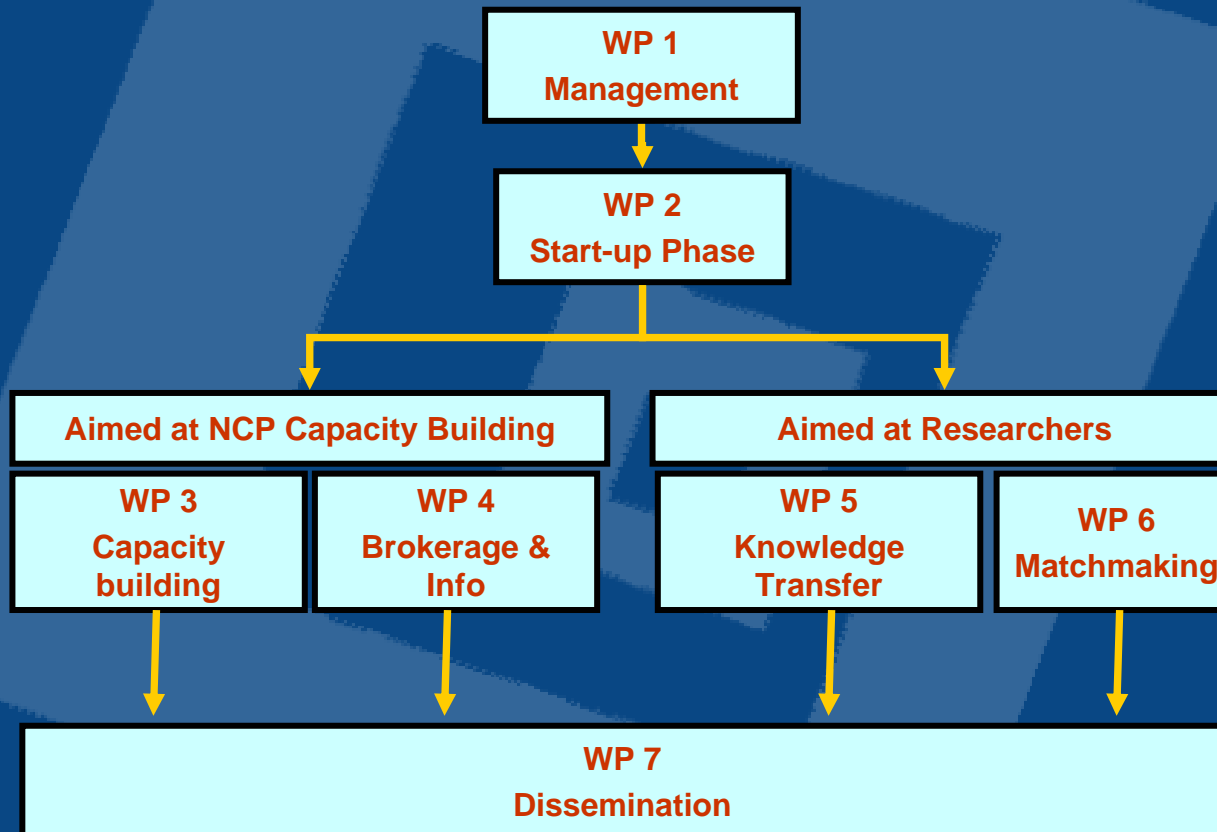 WP 1
Management
WP 2
Start-up Phase
Aimed at NCP Capacity Building
Aimed at Researchers
WP 3
Capacity
building
WP 4
Brokerage &
Info
WP 5
Knowledge
Transfer
WP 6
Matchmaking
WP 7
Dissemination